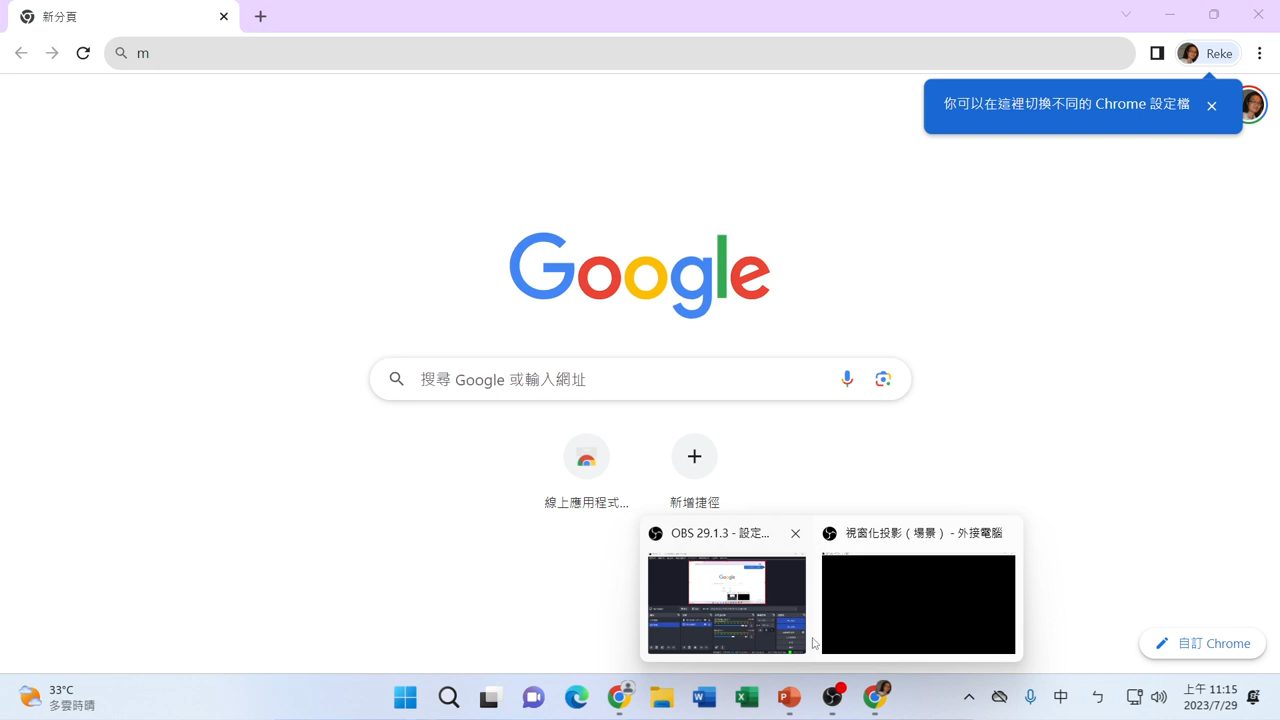 新分頁
m
Reke
你可以在這裡切換不同的 Chrome 設定檔
Google
搜尋 Google 或輸入網址
線上應用程式...
新增捷徑
OBS 29.1.3 - 設定...
視窗化投影（場景） - 外接電腦
自訂 Chrome
33°C
多雲時晴
中
上午 11:15
2023/7/29